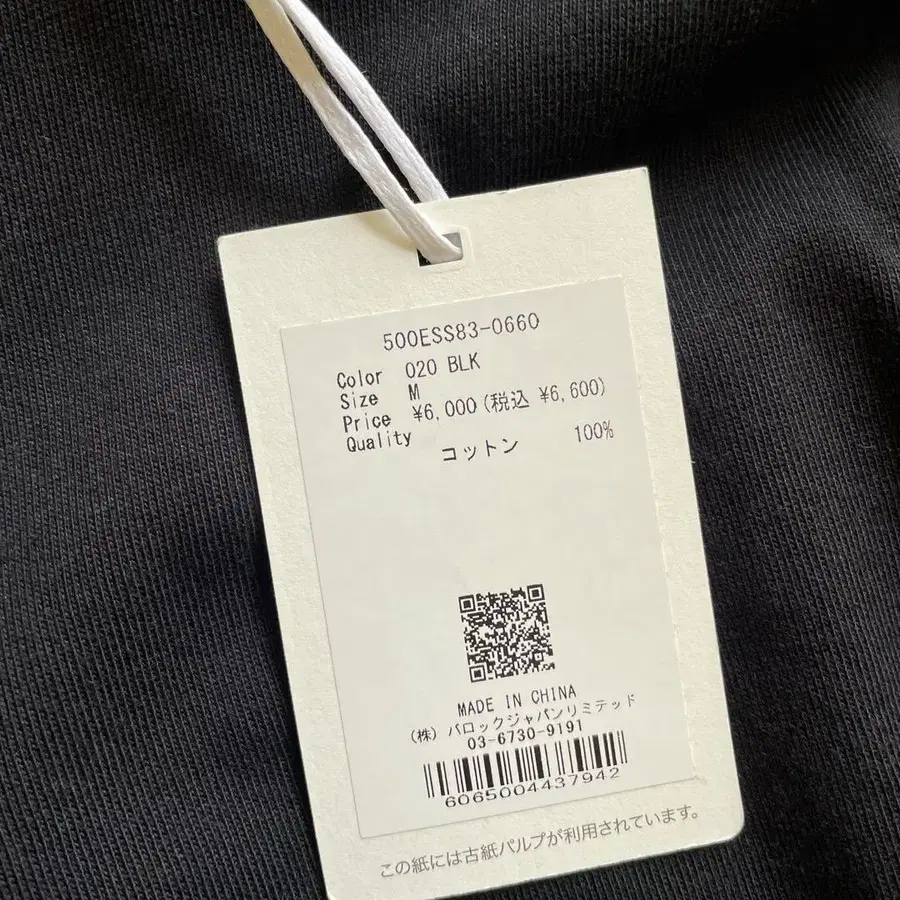 500ESS83-0660
Color 020 BLK
Size M
Price ¥6,000(税込 ¥6,600)
Quality
コットン 100%
MADE IN CHINA
(株) バロックジャパンリミテッド
03-6730-9191
6065004437942
この紙には古紙パルプが利用されています。